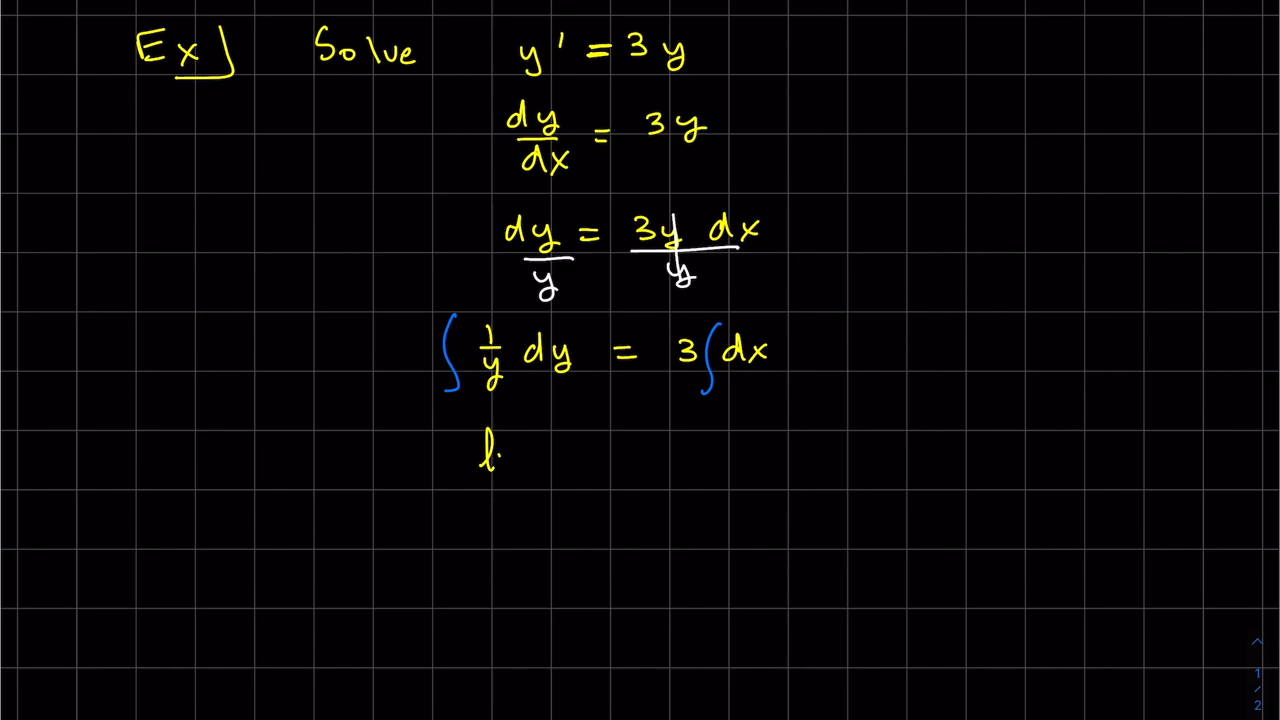 Ex) Solve y' = 3y
dy/dx = 3y
dy/y = 3y dx/y
∫ 1/y dy = 3∫dx
l
1/2